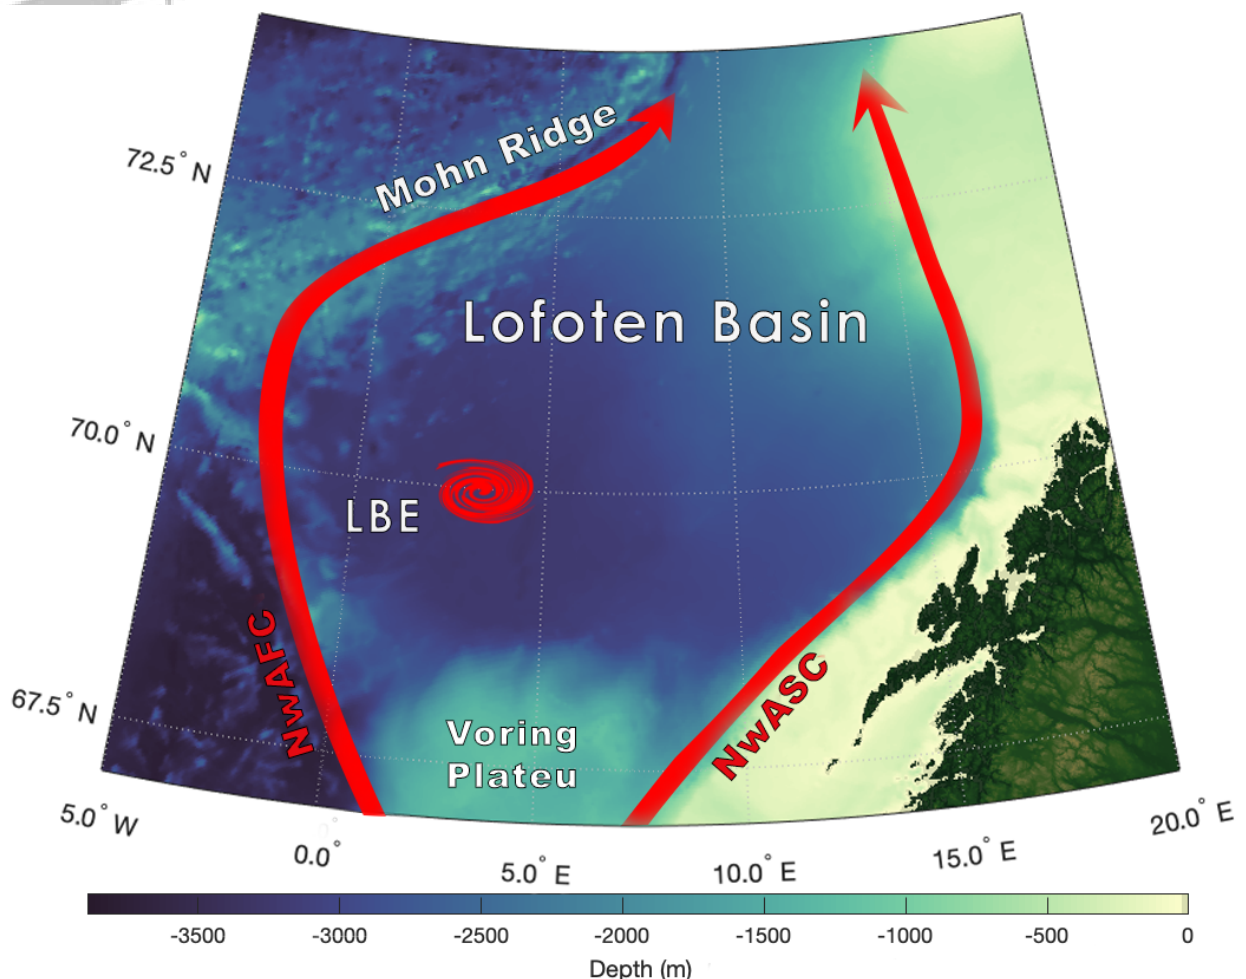 72.5° N
Mohn Ridge
Lofoten Basin
70.0° N
LBE
NwAFC
NwASC
67.5° N
Voring
Plateu
5.0° W
0.0°
5.0° E
10.0° E
15.0° E
20.0° E
-3500
-3000
-2500
-2000
-1500
-1000
-500
0
Depth (m)